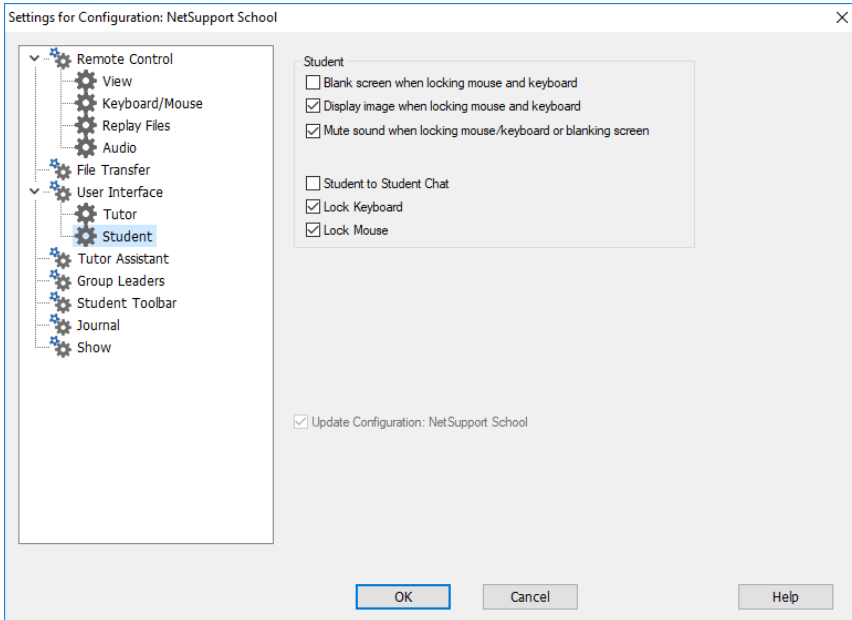 Settings for Configuration: NetSupport School
Remote Control
View
Keyboard/Mouse
Replay Files
Audio
File Transfer
User Interface
Tutor
Student
Tutor Assistant
Group Leaders
Student Toolbar
Journal
Show
Student
Blank screen when locking mouse and keyboard
Display image when locking mouse and keyboard
Mute sound when locking mouse/keyboard or blanking screen
Student to Student Chat
Lock Keyboard
Lock Mouse
Update Configuration: NetSupport School
OK
Cancel
Help